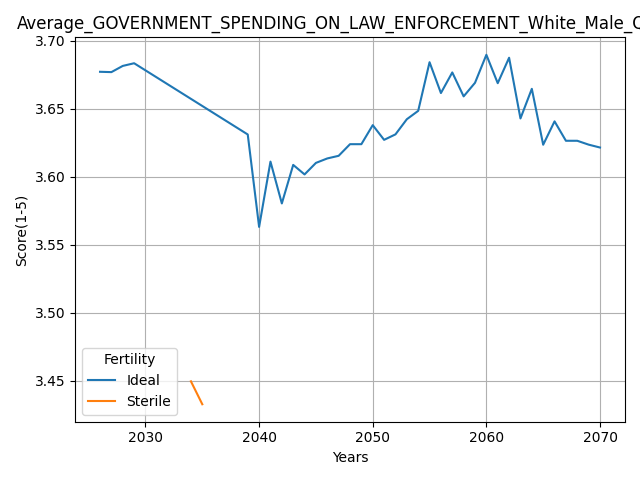 Average_GOVERNMENT_SPENDING_ON_LAW_ENFORCEMENT_White_Male_
3.70
3.65
3.60
3.55
3.50
3.45
Score(1-5)
Fertility
Ideal
Sterile
2030 2040 2050 2060 2070
Years